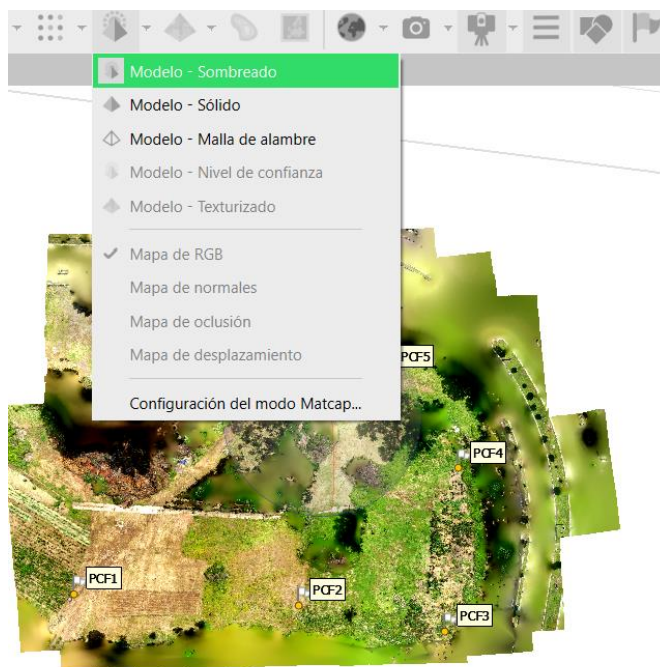 Modelo - Sombreado
Modelo - Sólido
Modelo - Malla de alambre
Modelo - Nivel de confianza
Modelo - Texturizado
Mapa de RGB
Mapa de normales
Mapa de oclusión
Mapa de desplazamiento
Configuración del modo Matcap...
PCF5
PCF4
PCF1
PCF2
PCF3